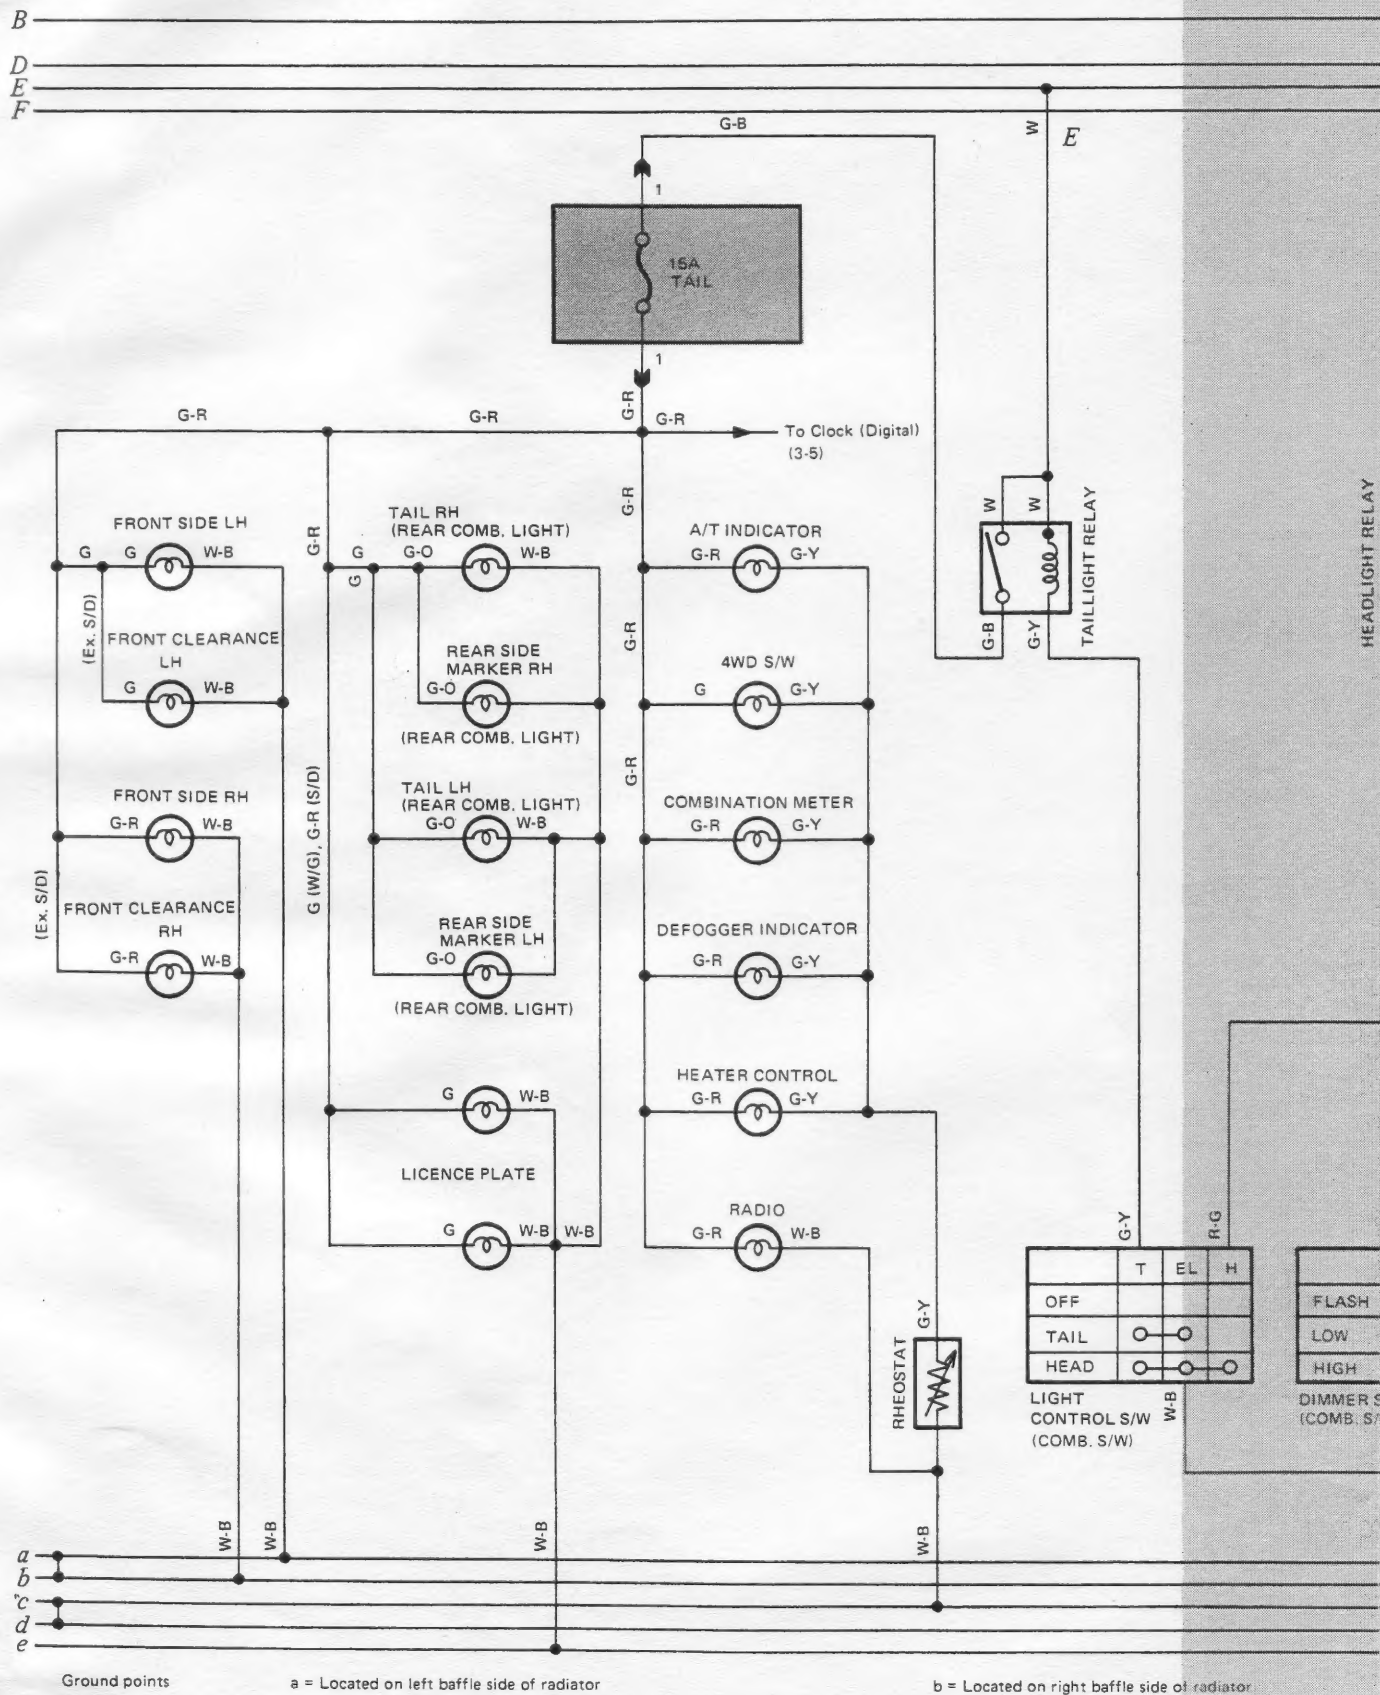 B
D
E
F
G-B
W
E
1
15A
TAIL
1
G-R
G-R
G-R
G-R
To Clock (Digital)
(3-5)
FRONT SIDE LH
G
G
W-B
(Ex. S/D)
FRONT CLEARANCE
LH
G
W-B
FRONT SIDE RH
G-R
W-B
(Ex. S/D)
FRONT CLEARANCE
RH
G-R
W-B
G-R
TAIL RH
(REAR COMB. LIGHT)
G
G
G-O
W-B
REAR SIDE
MARKER RH
G-O
(REAR COMB. LIGHT)
G (W/G), G-R (S/D)
TAIL LH
(REAR COMB. LIGHT)
G-O
W-B
REAR SIDE
MARKER LH
G-O
(REAR COMB. LIGHT)
G
W-B
LICENCE PLATE
G
W-B
W-B
G-R
A/T INDICATOR
G-R
G-Y
G-R
4WD S/W
G
G-Y
G-R
COMBINATION METER
G-R
G-Y
DEFOGGER INDICATOR
G-R
G-Y
HEATER CONTROL
G-R
G-Y
RADIO
G-R
W-B
W
W
TAILLIGHT RELAY
G-B
G-Y
HEADLIGHT RELAY
G-Y
R-G
T
EL
H
OFF
TAIL
HEAD
LIGHT
CONTROL S/W
(COMB. S/W)
W-B
FLASH
LOW
HIGH
DIMMER S
(COMB. S/
G-Y
RHEOSTAT
W-B
W-B
W-B
W-B
a
b
c
d
e
Ground points
a = Located on left baffle side of radiator
b = Located on right baffle side of radiator